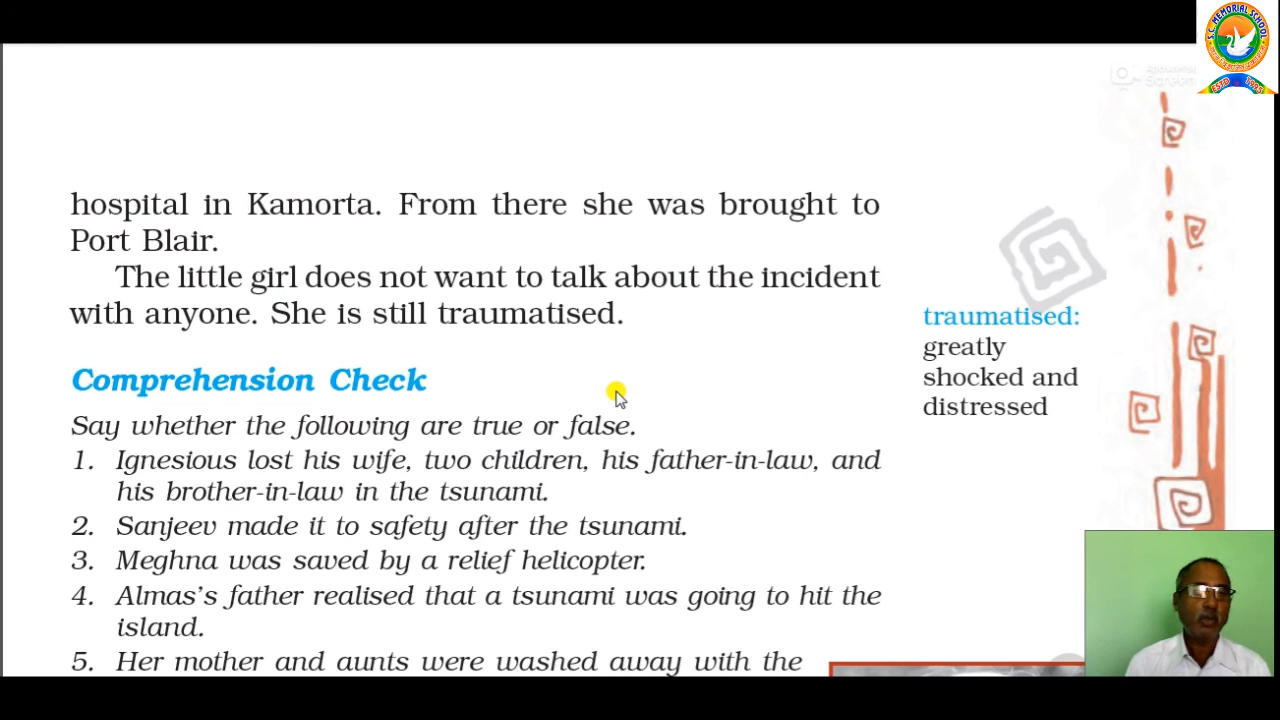 S.C. MEMORIAL SCHOOL
ESTD 1995
Screen
hospital in Kamorta. From there she was brought to
Port Blair.
The little girl does not want to talk about the incident
with anyone. She is still traumatised.
traumatised:
greatly
shocked and
distressed
Comprehension Check
Say whether the following are true or false.
1. Ignesious lost his wife, two children, his father-in-law, and
his brother-in-law in the tsunami.
2. Sanjeev made it to safety after the tsunami.
3. Meghna was saved by a relief helicopter.
4. Almas's father realised that a tsunami was going to hit the
island.
5. Her mother and aunts were washed away with the